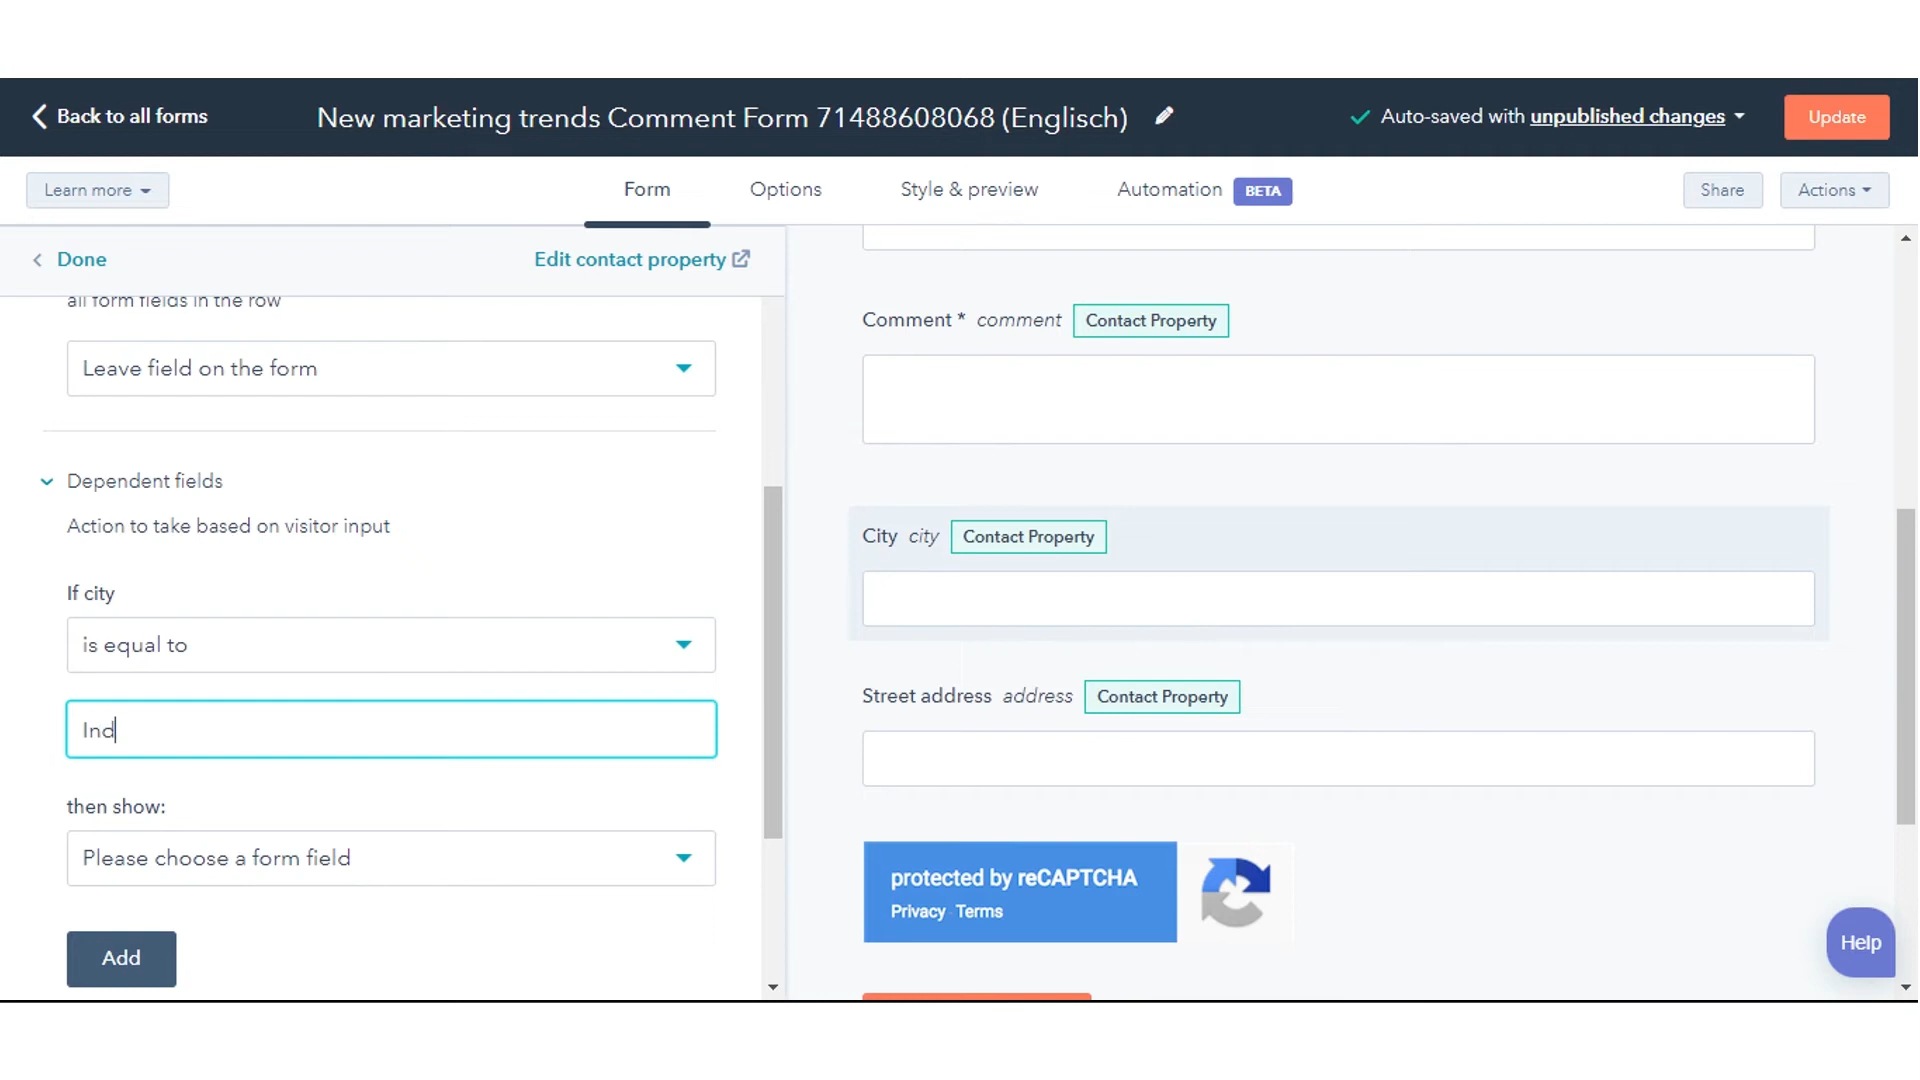 Back to all forms
New marketing trends Comment Form 71488608068 (Englisch)
Auto-saved with unpublished changes
Update
Learn more
Form
Options
Style & preview
Automation BETA
Share
Actions
Done
Edit contact property
all form fields in the row
Leave field on the form
Dependent fields
Action to take based on visitor input
If city
is equal to
Ind
then show:
Please choose a form field
Add
Comment * comment Contact Property
City city Contact Property
Street address address Contact Property
protected by reCAPTCHA
Privacy Terms
Help